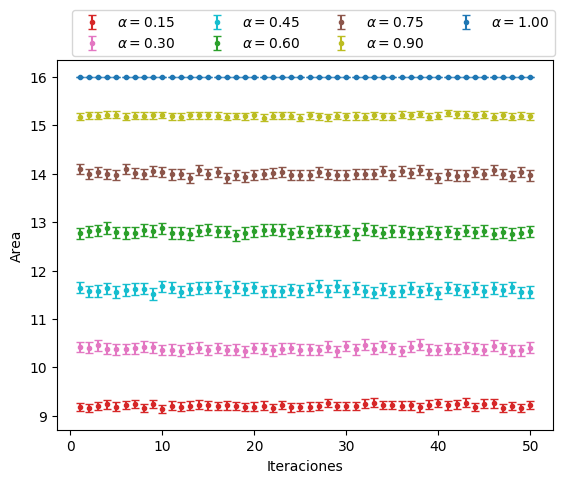 α = 0.15 α = 0.45 α = 0.75 α = 1.00
α = 0.30 α = 0.60 α = 0.90
16
15
14
13
12
11
10
9
Area
0 10 20 30 40 50
Iteraciones